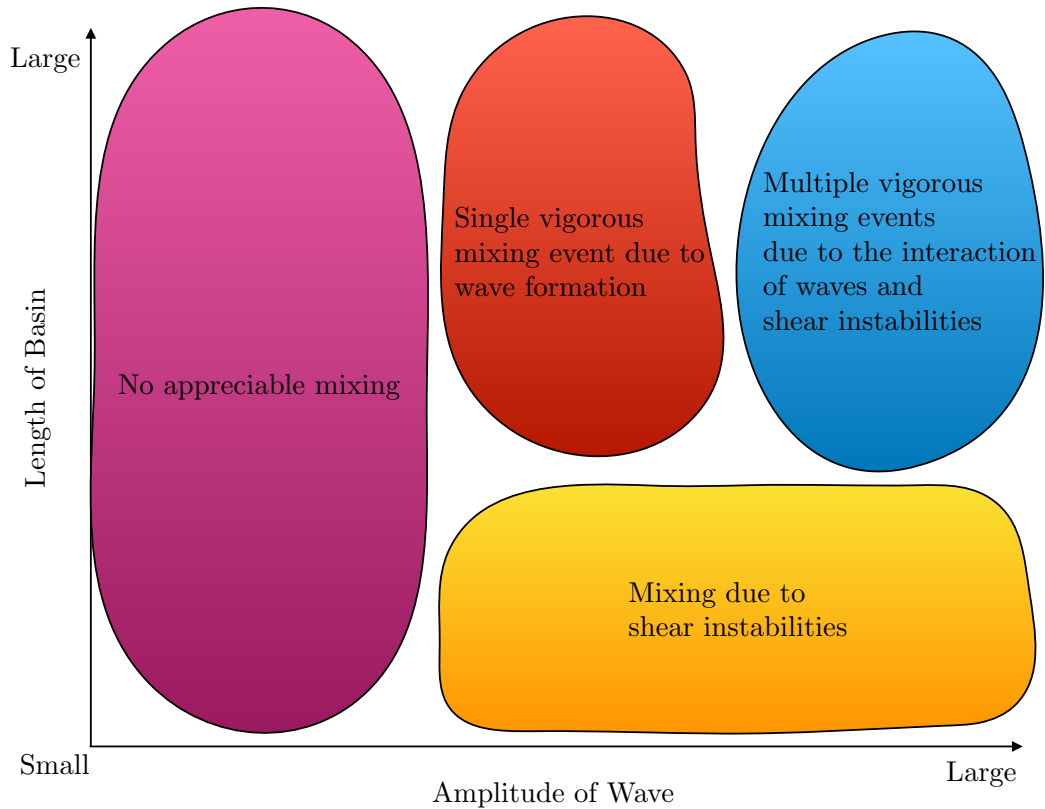 Large
Length of Basin
No appreciable mixing
Single vigorous
mixing event due to
wave formation
Multiple vigorous
mixing events
due to the interaction
of waves and
shear instabilities
Mixing due to
shear instabilities
Small
Large
Amplitude of Wave